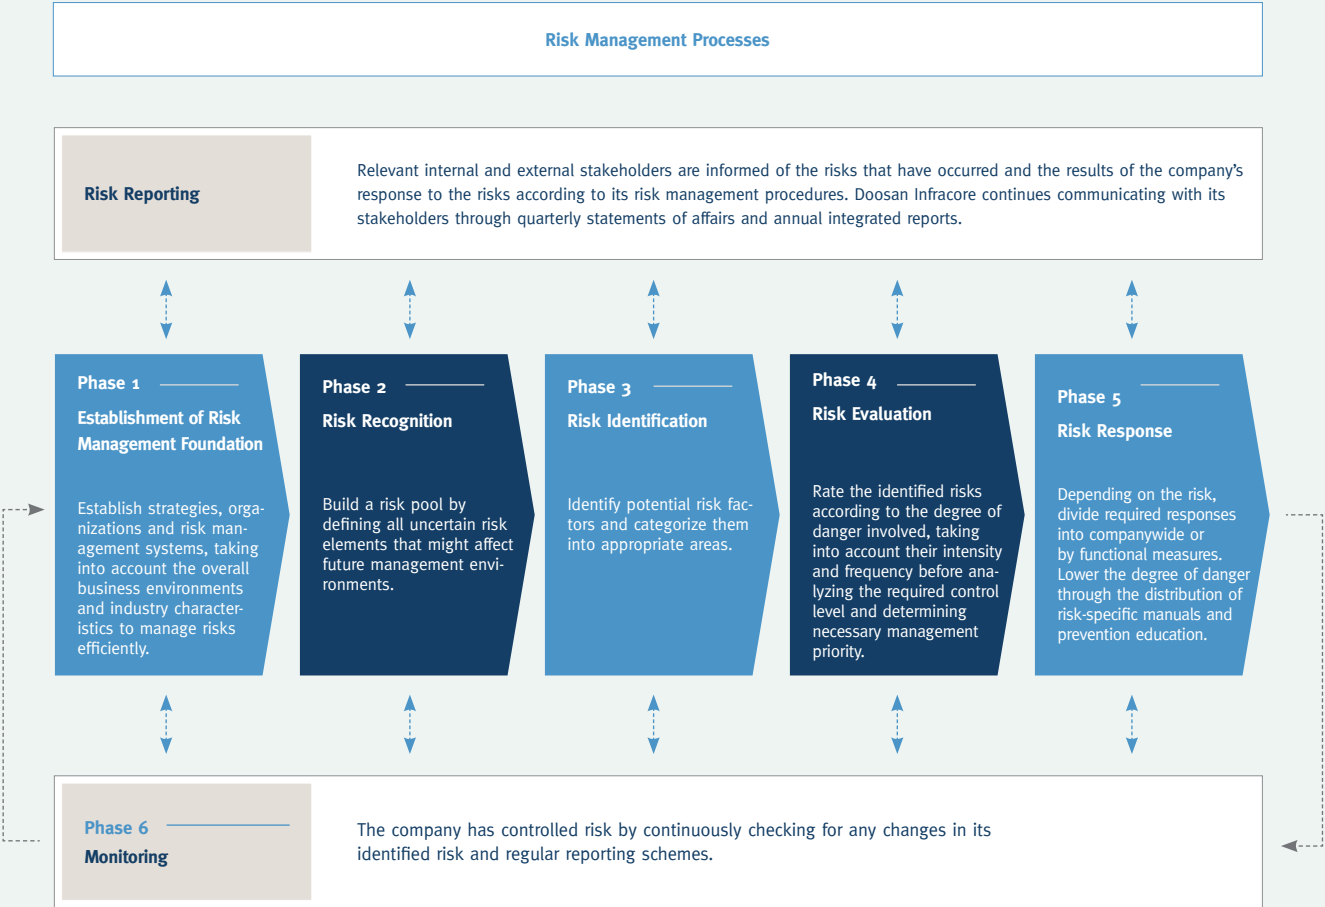 Risk Management Processes
Risk Reporting
Relevant internal and external stakeholders are informed of the risks that have occurred and the results of the company's
response to the risks according to its risk management procedures. Doosan Infracore continues communicating with its
stakeholders through quarterly statements of affairs and annual integrated reports.
Phase 1
Establishment of Risk
Management Foundation
Establish strategies, orga-
nizations and risk man-
agement systems, taking
into account the overall
business environments
and industry character-
istics to manage risks
efficiently.
Phase 2
Risk Recognition
Build a risk pool by
defining all uncertain risk
elements that might affect
future management envi-
ronments.
Phase 3
Risk Identification
Identify potential risk fac-
tors and categorize them
into appropriate areas.
Phase 4
Risk Evaluation
Rate the identified risks
according to the degree of
danger involved, taking
into account their intensity
and frequency before ana-
lyzing the required control
level and determining
necessary management
priority.
Phase 5
Risk Response
Depending on the risk,
divide required responses
into companywide or
by functional measures.
Lower the degree of danger
through the distribution of
risk-specific manuals and
prevention education.
Phase 6
Monitoring
The company has controlled risk by continuously checking for any changes in its
identified risk and regular reporting schemes.